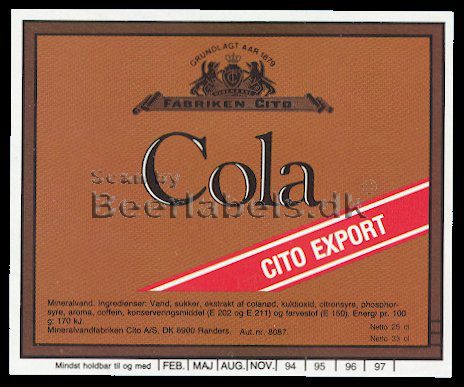 GRUNDLAGT AAR 1879
FABRIKEN CITO
Cola
Scan by
Beerlabels.dk
CITO EXPORT
Mineralvand. Ingredienser: Vand, sukker, ekstrakt af colanød, kuldioxid, citronsyre, phosphor-
syre, aroma, coffein, konserveringsmiddel (E 202 og E 211) og farvestof (E 150). Energi pr. 100
g: 170 kJ.
Mineralvandfabriken Cito A/S, DK 8900 Randers. Aut. nr. 8087.
Netto 25 cl
Netto 33 cl
Mindst holdbar til og med | FEB. | MAJ | AUG. | NOV. | 94 | 95 | 96 | 97 |